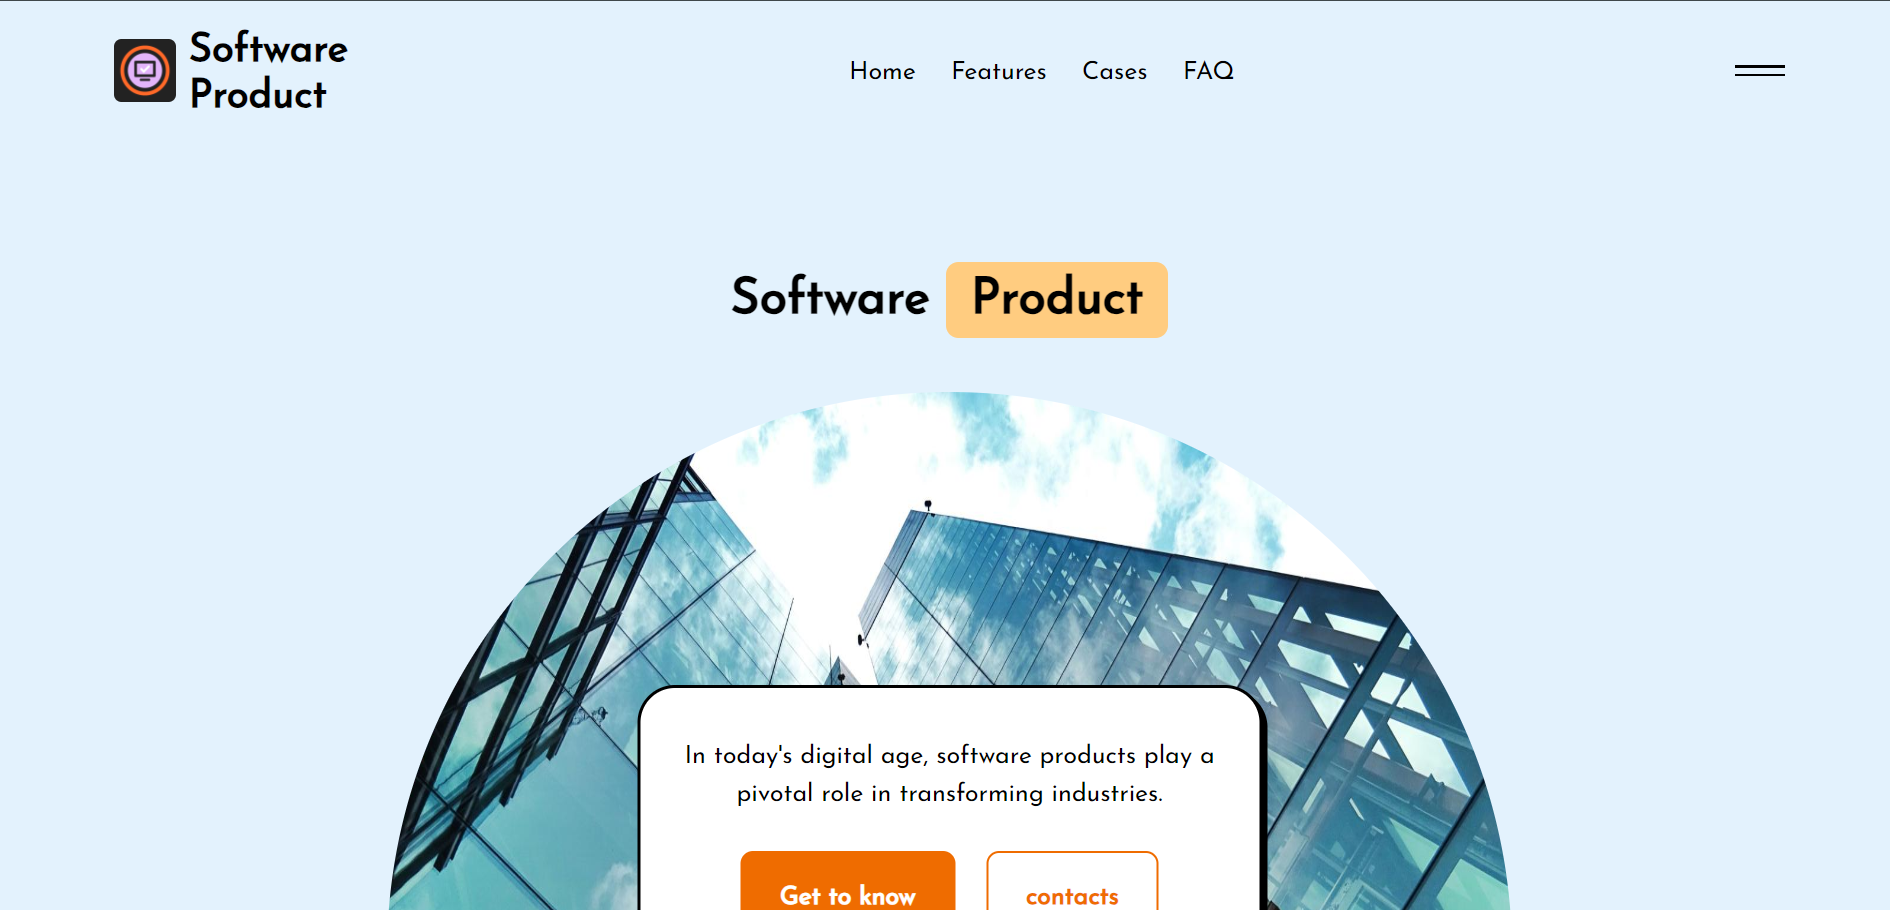 Software
Product
Home Features Cases FAQ
Software Product
In today's digital age, software products play a
pivotal role in transforming industries.
Get to know contacts